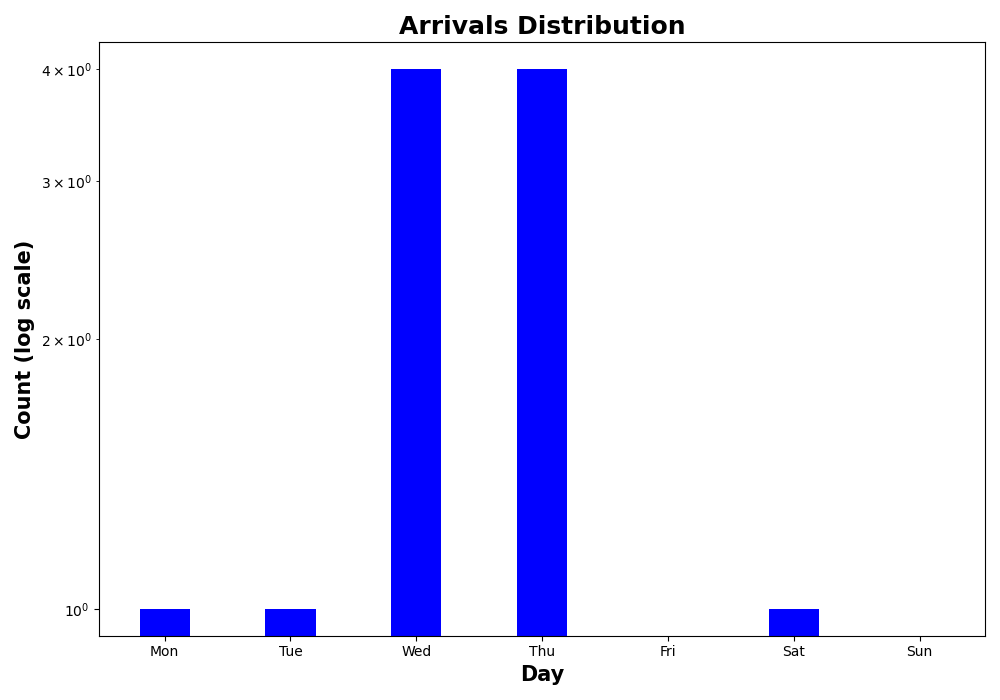 Arrivals Distribution
4 × 10⁰
3 × 10⁰
2 × 10⁰
10⁰
Count (log scale)
Mon Tue Wed Thu Fri Sat Sun
Day